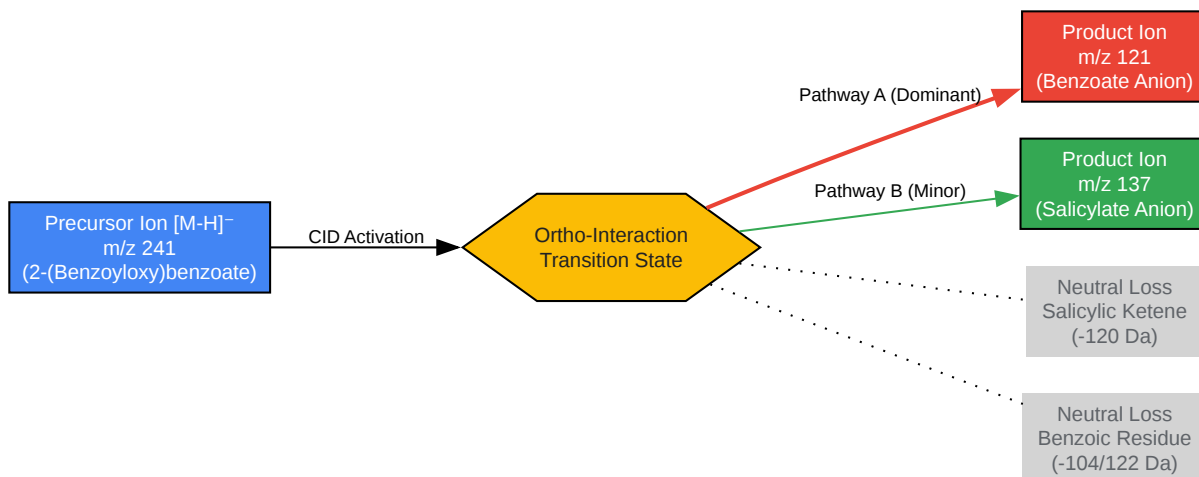 Precursor Ion [M-H]⁻
m/z 241
(2-(Benzoyloxy)benzoate)
CID Activation
Ortho-Interaction
Transition State
Pathway A (Dominant)
Pathway B (Minor)
Product Ion
m/z 121
(Benzoate Anion)
Product Ion
m/z 137
(Salicylate Anion)
Neutral Loss
Salicylic Ketene
(-120 Da)
Neutral Loss
Benzoic Residue
(-104/122 Da)